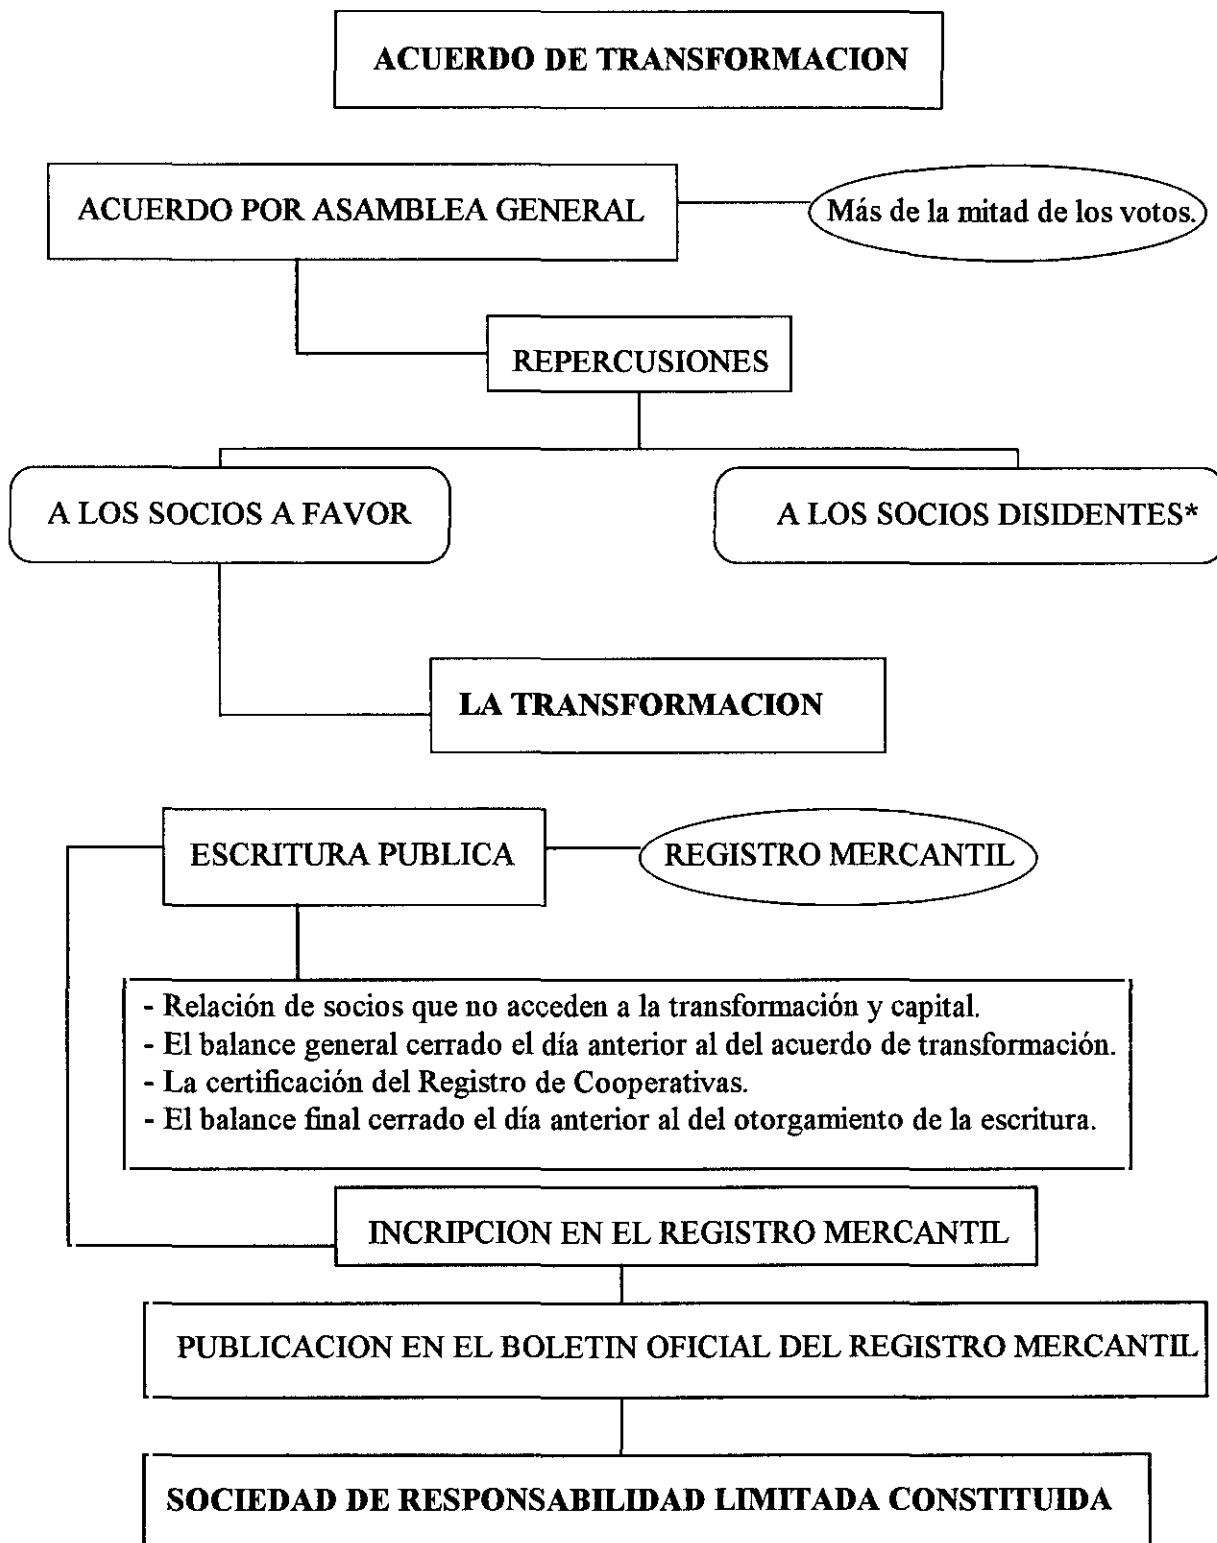 ACUERDO DE TRANSFORMACION
ACUERDO POR ASAMBLEA GENERAL
Más de la mitad de los votos.
REPERCUSIONES
A LOS SOCIOS A FAVOR
A LOS SOCIOS DISIDENTES*
LA TRANSFORMACION
ESCRITURA PUBLICA
REGISTRO MERCANTIL
- Relación de socios que no acceden a la transformación y capital.
- El balance general cerrado el día anterior al del acuerdo de transformación.
- La certificación del Registro de Cooperativas.
- El balance final cerrado el día anterior al del otorgamiento de la escritura.
INCRIPCION EN EL REGISTRO MERCANTIL
PUBLICACION EN EL BOLETIN OFICIAL DEL REGISTRO MERCANTIL
SOCIEDAD DE RESPONSABILIDAD LIMITADA CONSTITUIDA